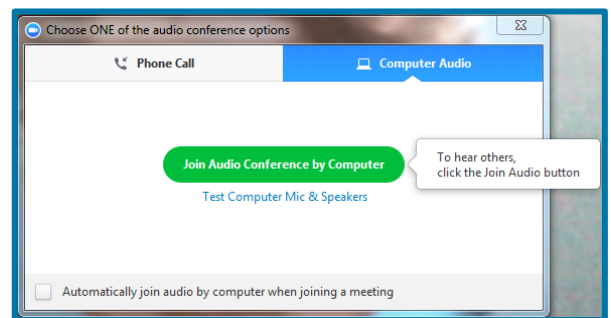 Choose ONE of the audio conference options
Phone Call
Computer Audio
Join Audio Conference by Computer
To hear others,
click the Join Audio button
Test Computer Mic & Speakers
Automatically join audio by computer when joining a meeting